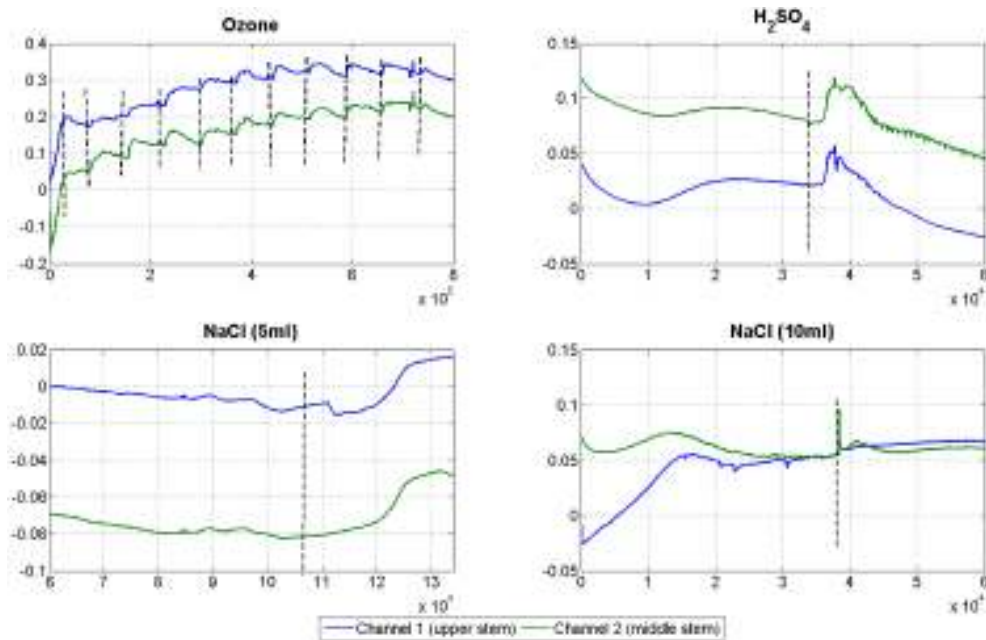 Ozone
0.4
0.3
0.2
0.1
0
-0.1
-0.2
0 2 4 6 8
H2SO4
0.15
0.1
0.05
0
-0.05
0 1 2 3 4 5 6
NaCl (5ml)
0.02
0
-0.02
-0.04
-0.06
-0.08
-0.1
6 7 8 9 10 11 12 13
NaCl (10ml)
0.15
0.1
0.05
0
-0.05
0 1 2 3 4 5 6
Channel 1 (upper stem) Channel 2 (middle stem)